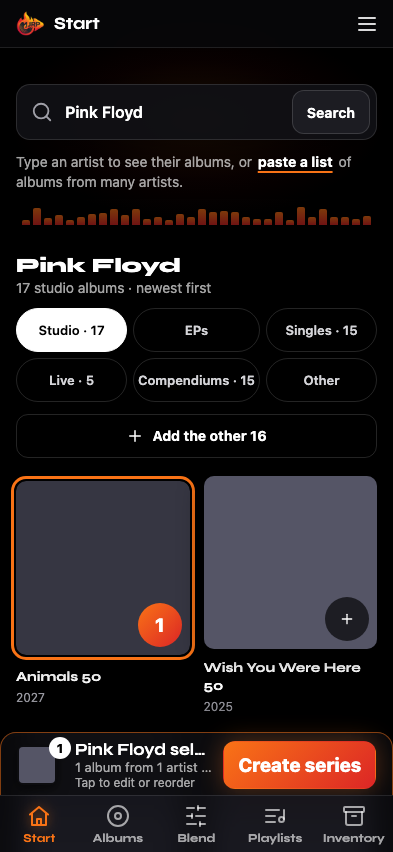 Start
Pink Floyd
Search
Type an artist to see their albums, or paste a list of
albums from many artists.
Pink Floyd
17 studio albums · newest first
Studio · 17
EPs
Singles · 15
Live · 5
Compendiums · 15
Other
+ Add the other 16
1
+
Animals 50
2027
Wish You Were Here
50
2025
1
Pink Floyd sel...
1 album from 1 artist ...
Tap to edit or reorder
Create series
Start
Albums
Blend
Playlists
Inventory